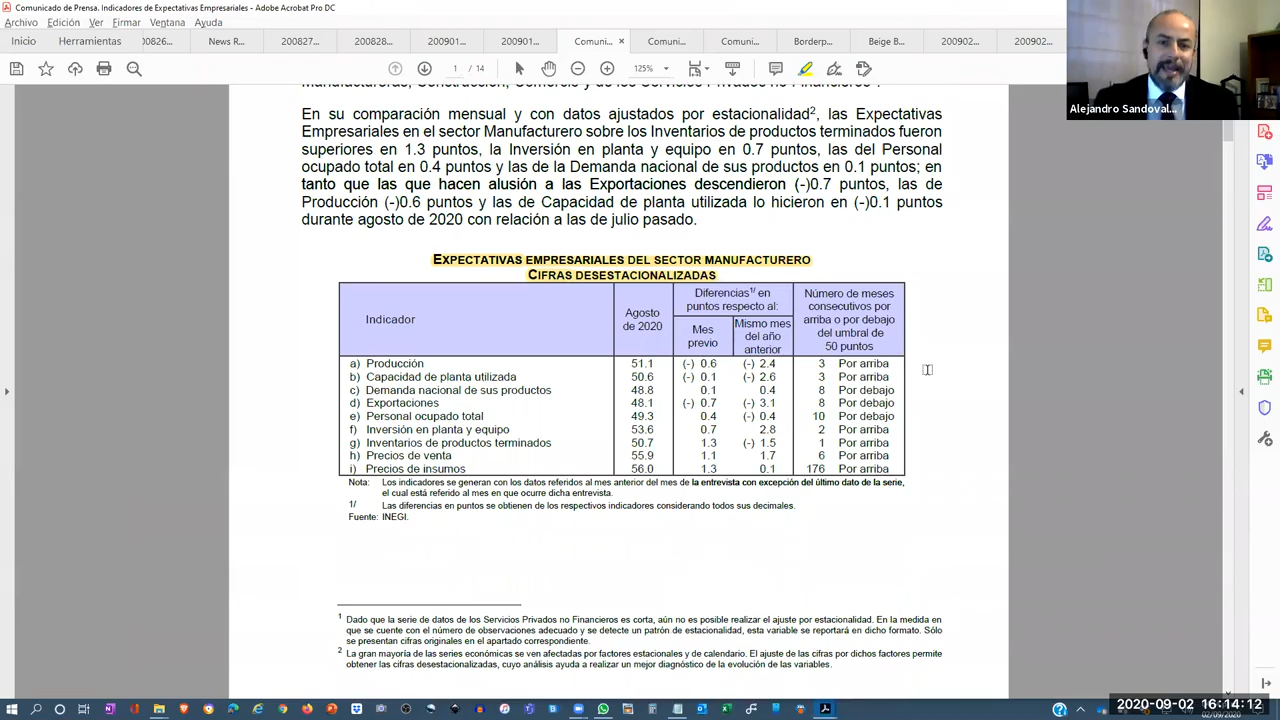 Comunicado de Prensa. Indicadores de Expectativas Empresariales - Adobe Acrobat Pro DC
Archivo Edición Ver Firmar Ventana Ayuda
Inicio Herramientas 00826... News R... 200827... 200828... 200901... 200901... Comuni... × Comuni... Comuni... Borderp... Beige B... 200902... 200902...
1 / 14 125%
Alejandro Sandoval...
En su comparación mensual y con datos ajustados por estacionalidad2, las Expectativas
Empresariales en el sector Manufacturero sobre los Inventarios de productos terminados fueron
superiores en 1.3 puntos, la Inversión en planta y equipo en 0.7 puntos, las del Personal
ocupado total en 0.4 puntos y las de la Demanda nacional de sus productos en 0.1 puntos; en
tanto que las que hacen alusión a las Exportaciones descendieron (-)0.7 puntos, las de
Producción (-)0.6 puntos y las de Capacidad de planta utilizada lo hicieron en (-)0.1 puntos
durante agosto de 2020 con relación a las de julio pasado.
EXPECTATIVAS EMPRESARIALES DEL SECTOR MANUFACTURERO
CIFRAS DESESTACIONALIZADAS
Indicador
Agosto
de 2020
Diferencias1/ en
puntos respecto al:
Mes
previo
Mismo mes
del año
anterior
Número de meses
consecutivos por
arriba o por debajo
del umbral de
50 puntos
a) Producción 51.1 (-) 0.6 (-) 2.4 3 Por arriba
b) Capacidad de planta utilizada 50.6 (-) 0.1 (-) 2.6 3 Por arriba
c) Demanda nacional de sus productos 48.8 0.1 0.4 8 Por debajo
d) Exportaciones 48.1 (-) 0.7 (-) 3.1 8 Por debajo
e) Personal ocupado total 49.3 0.4 (-) 0.4 10 Por debajo
f) Inversión en planta y equipo 53.6 0.7 2.8 2 Por arriba
g) Inventarios de productos terminados 50.7 1.3 (-) 1.5 1 Por arriba
h) Precios de venta 55.9 1.1 1.7 6 Por arriba
i) Precios de insumos 56.0 1.3 0.1 176 Por arriba
Nota: Los indicadores se generan con los datos referidos al mes anterior del mes de la entrevista con excepción del último dato de la serie,
el cual está referido al mes en que ocurre dicha entrevista.
1/ Las diferencias en puntos se obtienen de los respectivos indicadores considerando todos sus decimales.
Fuente: INEGI.
1 Dado que la serie de datos de los Servicios Privados no Financieros es corta, aún no es posible realizar el ajuste por estacionalidad. En la medida en
que se cuente con el número de observaciones adecuado y se detecte un patrón de estacionalidad, esta variable se reportará en dicho formato. Sólo
se presentan cifras originales en el apartado correspondiente.
2 La gran mayoría de las series económicas se ven afectadas por factores estacionales y de calendario. El ajuste de las cifras por dichos factores permite
obtener las cifras desestacionalizadas, cuyo análisis ayuda a realizar un mejor diagnóstico de la evolución de las variables.
2020-09-02 16:14:12
02/09/2020